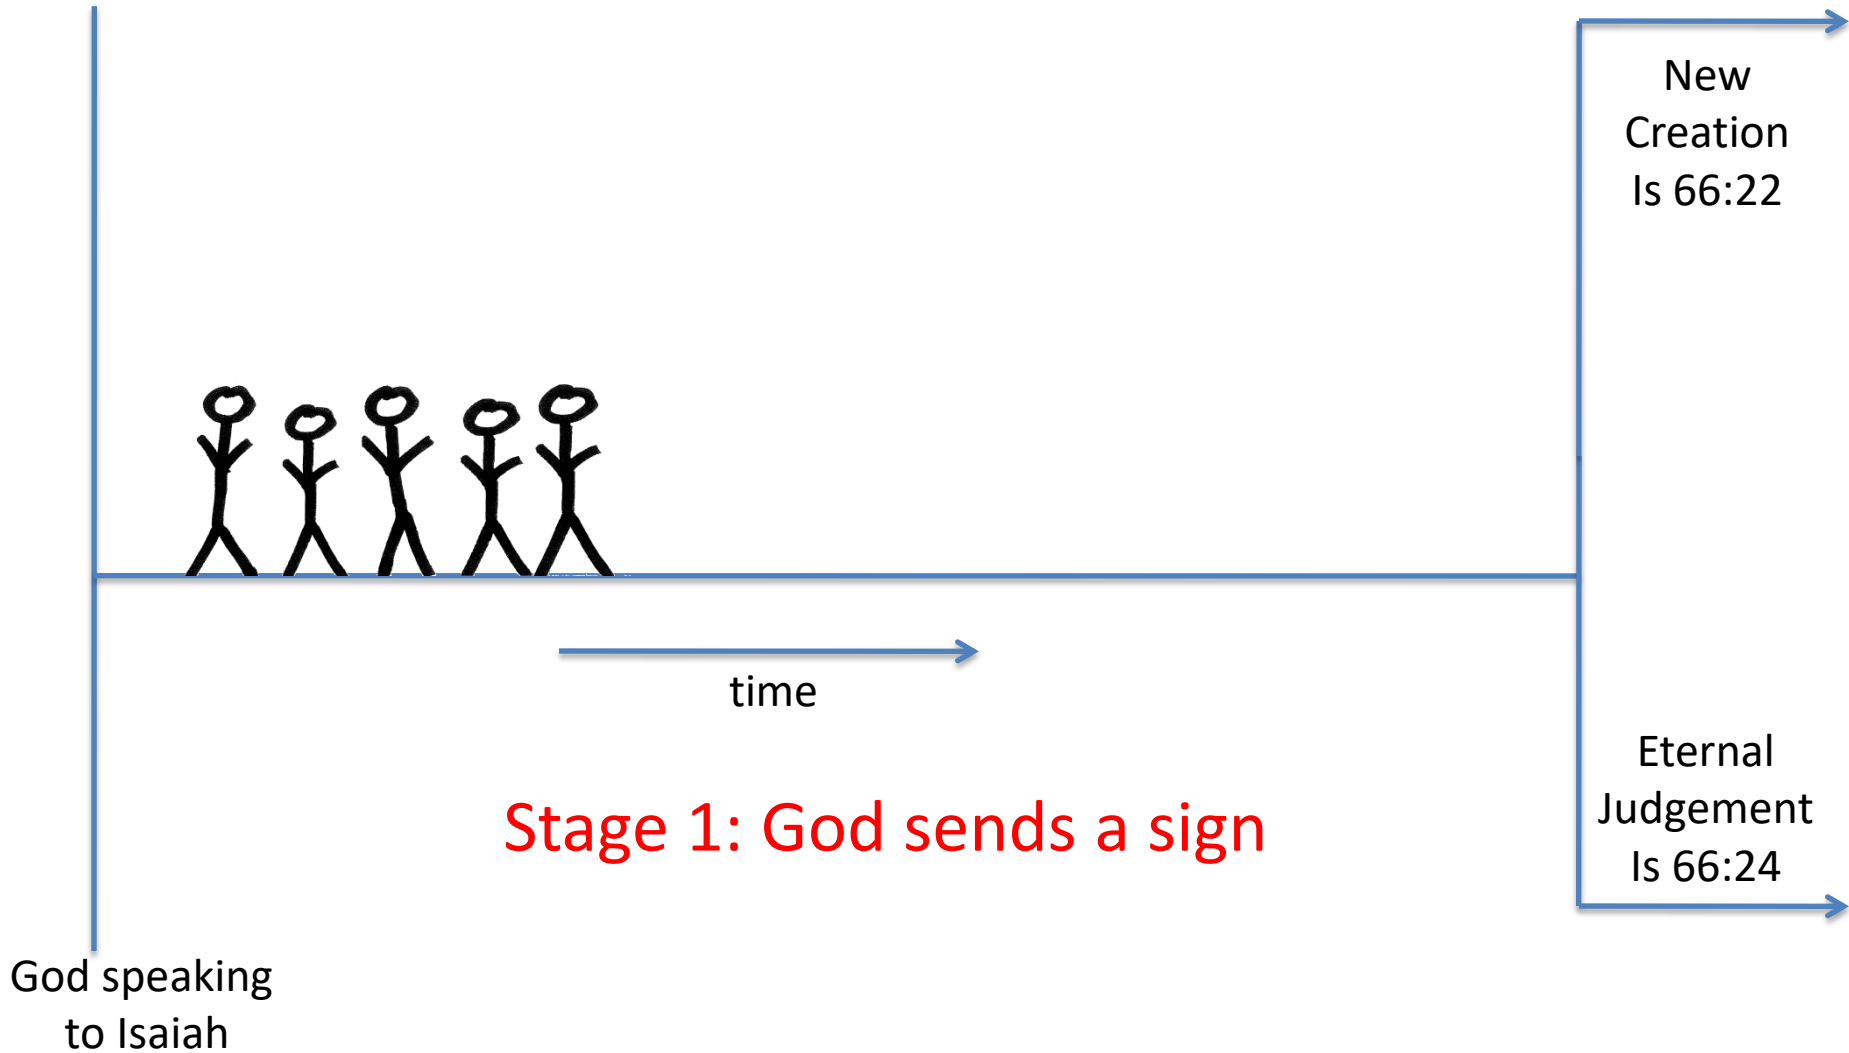 New
Creation
Is 66:22
time
Stage 1: God sends a sign
Eternal
Judgement
Is 66:24
God speaking
to Isaiah